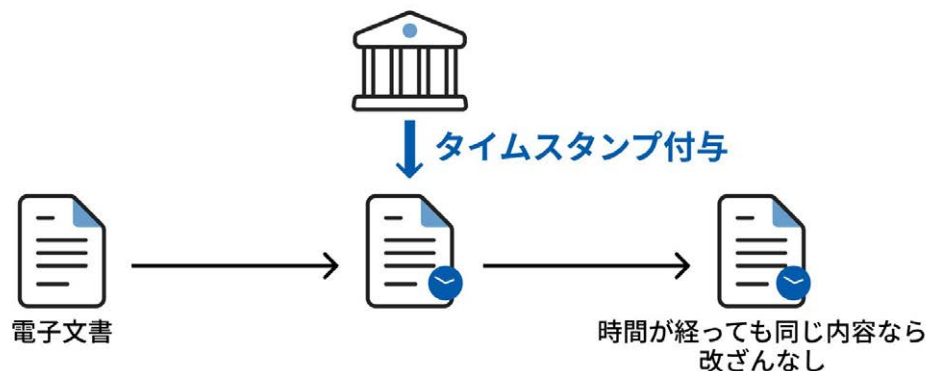 タイムスタンプ付与
電子文書
時間が経っても同じ内容なら
改ざんなし